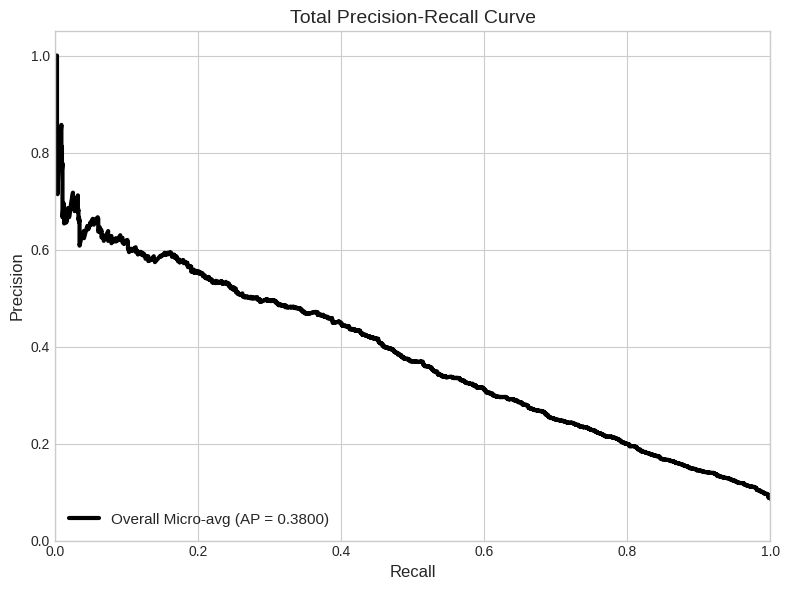 Total Precision-Recall Curve
Precision
1.0
0.8
0.6
0.4
0.2
0.0
Overall Micro-avg (AP = 0.3800)
0.0 0.2 0.4 0.6 0.8 1.0
Recall